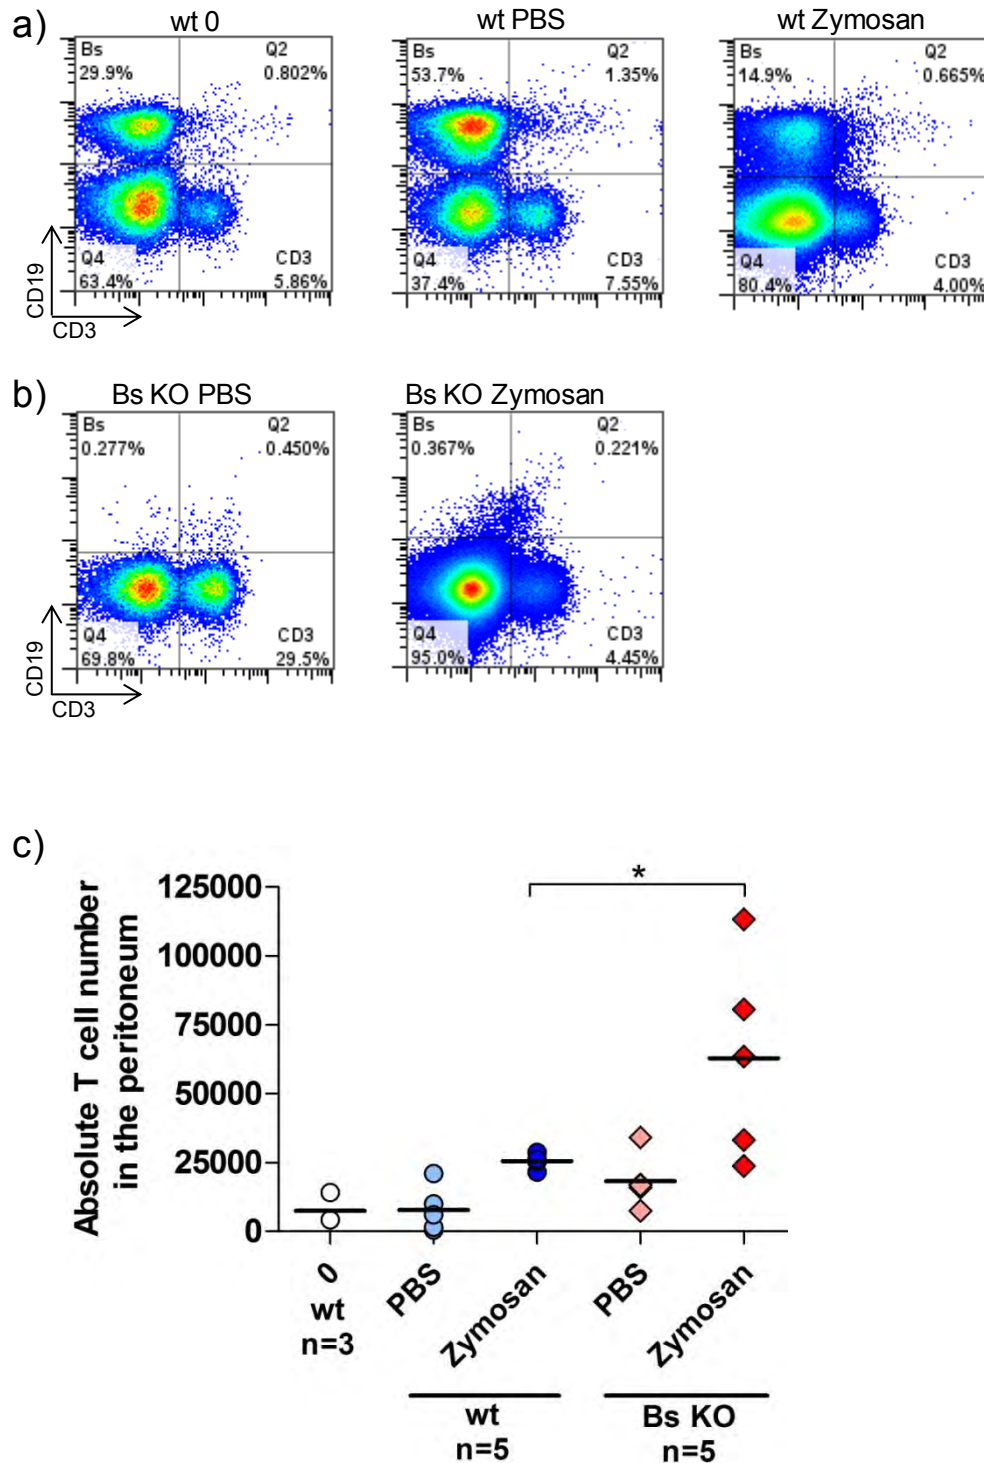 a)
wt 0
wt PBS
wt Zymosan
Bs
Q2
29.9%
0.802%
Q4
CD3
63.4%
5.86%
Bs
Q2
53.7%
1.35%
Q4
CD3
37.4%
7.55%
Bs
Q2
14.9%
0.665%
Q4
CD3
80.4%
4.00%
CD19
CD3
b)
Bs KO PBS
Bs KO Zymosan
Bs
Q2
0.277%
0.450%
Q4
CD3
69.8%
29.5%
Bs
Q2
0.367%
0.221%
Q4
CD3
95.0%
4.45%
CD19
CD3
c)
Absolute T cell number
in the peritoneum
125000
100000
75000
50000
25000
0
*
0
wt
n=3
PBS
Zymosan
PBS
Zymosan
wt
n=5
Bs KO
n=5